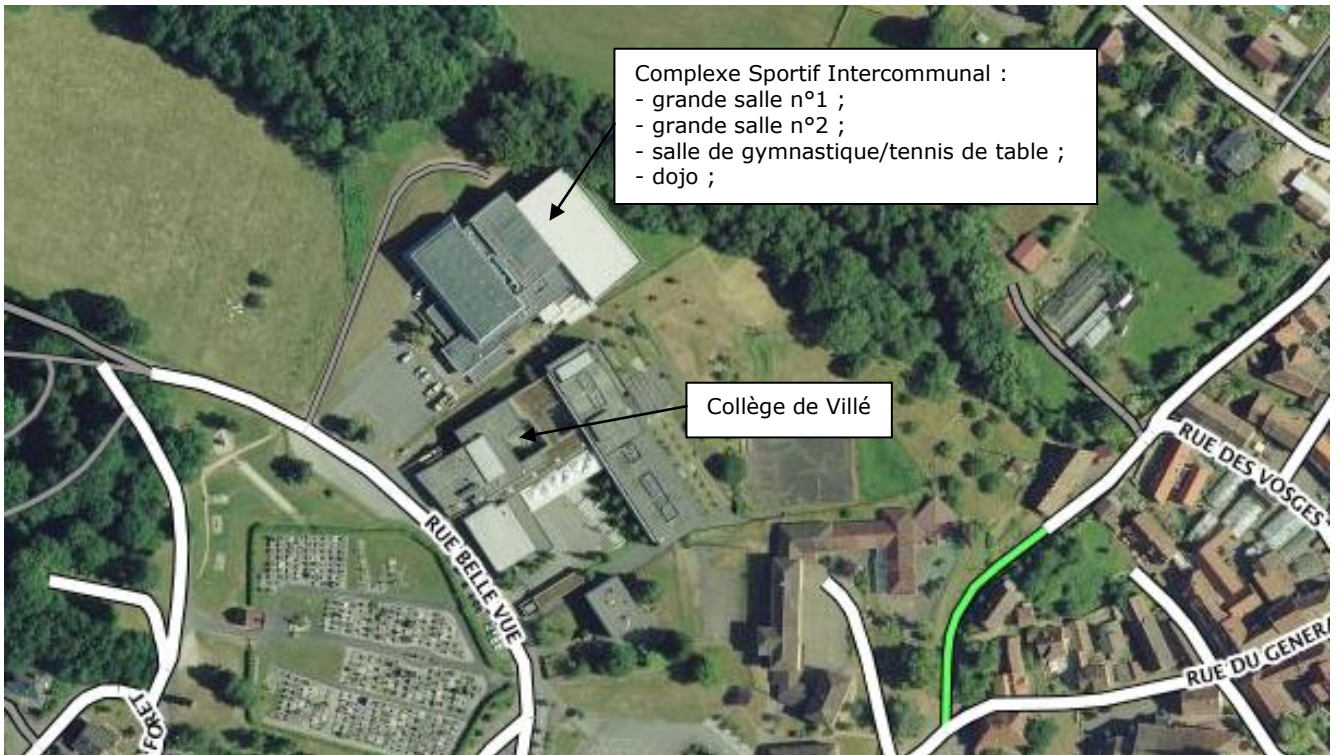 Complexe Sportif Intercommunal :
- grande salle n°1 ;
- grande salle n°2 ;
- salle de gymnastique/tennis de table ;
- dojo ;
Collège de Villé
RUE DES VOSGES
RUE BELLE VUE
RUE DU GENERA
FORET